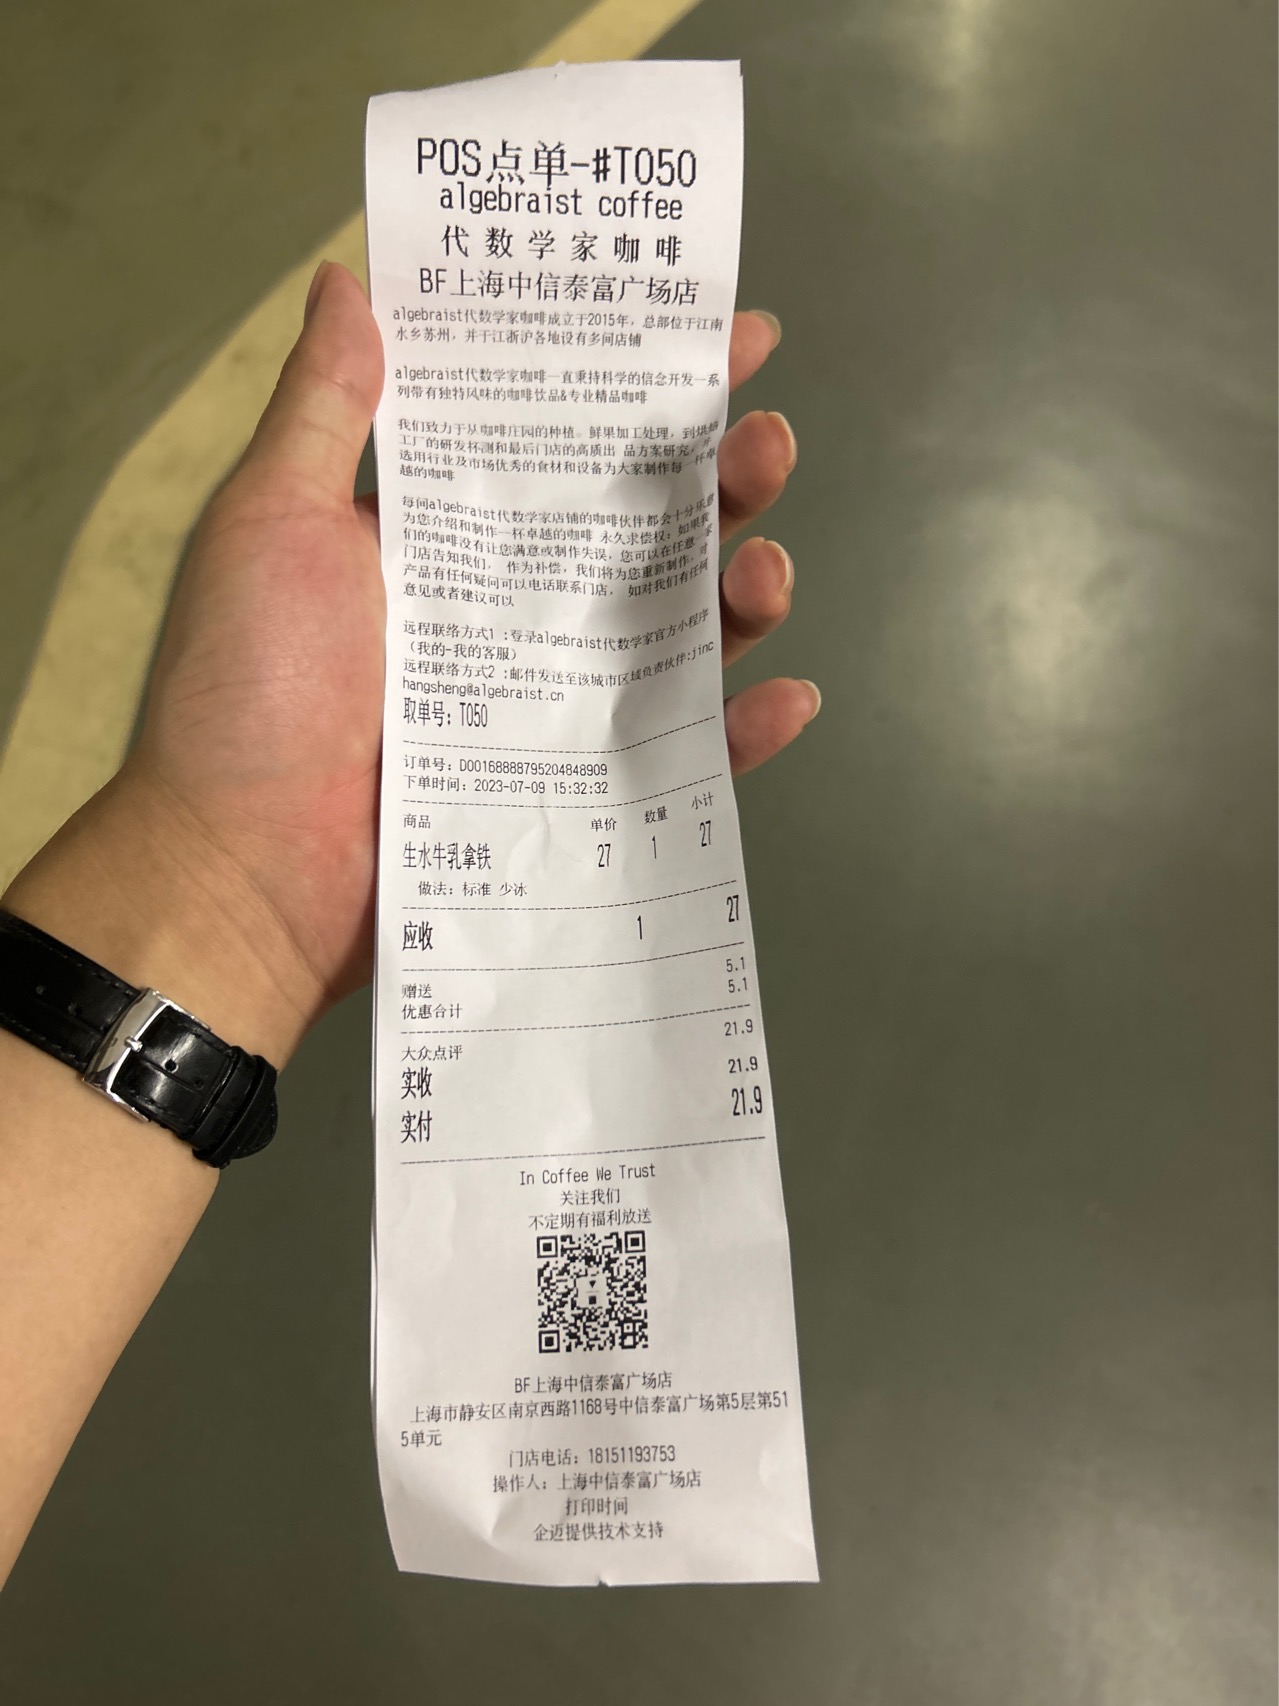 POS点单-#T050
algebraist coffee
代数学家咖啡
BF上海中信泰富广场店
algebraist代数学家咖啡成立于2015年，总部位于江南
水乡苏州，并于江浙沪各地设有多间店铺
algebraist代数学家咖啡一直秉持科学的信念开发一系
列带有独特风味的咖啡饮品&专业精品咖啡
我们致力于从咖啡庄园的种植。鲜果加工处理，到烘焙
工厂的研发杯测和最后门店的高质出 品方案研究，并
选用行业及市场优秀的食材和设备为大家制作每一杯卓
越的咖啡
每间algebraist代数学家店铺的咖啡伙伴都会十分乐意
为您介绍和制作一杯卓越的咖啡 永久求偿权：如果我
们的咖啡没有让您满意或制作失误，您可以在任意一家
门店告知我们， 作为补偿，我们将为您重新制作。对
产品有任何疑问可以电话联系门店， 如对我们有任何
意见或者建议可以
远程联络方式1 :登录algebraist代数学家官方小程序
（我的-我的客服）
远程联络方式2 :邮件发送至该城市区域负责伙伴:jinc
hangsheng@algebraist.cn
取单号: T050
订单号: D00168888795204848909
下单时间: 2023-07-09 15:32:32
商品 单价 数量 小计
生水牛乳拿铁 27 1 27
做法: 标准 少冰
应收 1 27
赠送 5.1
优惠合计 5.1
大众点评 21.9
实收 21.9
实付 21.9
In Coffee We Trust
关注我们
不定期有福利放送
BF上海中信泰富广场店
上海市静安区南京西路1168号中信泰富广场第5层第51
5单元
门店电话: 18151193753
操作人: 上海中信泰富广场店
打印时间
企迈提供技术支持